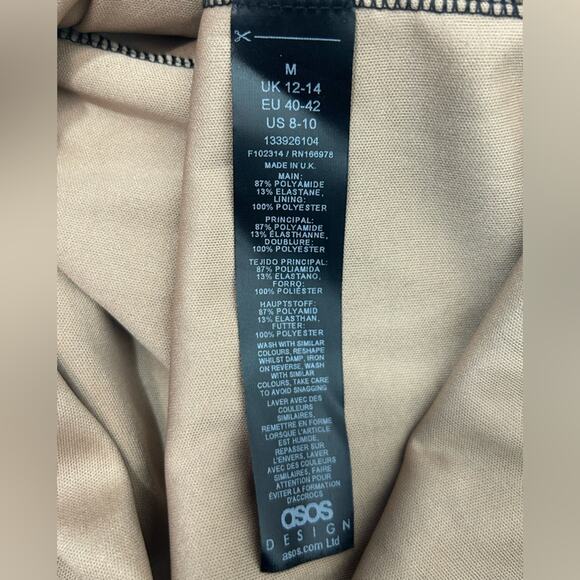 M
UK 12-14
EU 40-42
US 8-10
133926104
F102314 / RN166978
MADE IN U.K.
MAIN:
87% POLYAMIDE
13% ELASTANE,
LINING:
100% POLYESTER
PRINCIPAL:
87% POLYAMIDE
13% ÉLASTHANNE,
DOUBLURE:
100% POLYESTER
TEJIDO PRINCIPAL:
87% POLIAMIDA
13% ELASTANO,
FORRO:
100% POLIÉSTER
HAUPTSTOFF:
87% POLYAMID
13% ELASTHAN,
FUTTER:
100% POLYESTER
WASH WITH SIMILAR
COLOURS, RESHAPE
WHILST DAMP, IRON
ON REVERSE, WASH
WITH SIMILAR
COLOURS, TAKE CARE
TO AVOID SNAGGING
LAVER AVEC DES
COULEURS
SIMILAIRES,
REMETTRE EN FORME
LORSQUE L'ARTICLE
EST HUMIDE,
REPASSER SUR
L'ENVERS, LAVER
AVEC DES COULEURS
SIMILAIRES, FAIRE
ATTENTION POUR
ÉVITER LA FORMATION
D'ACCROCS
asos
DESIGN
asos.com Ltd